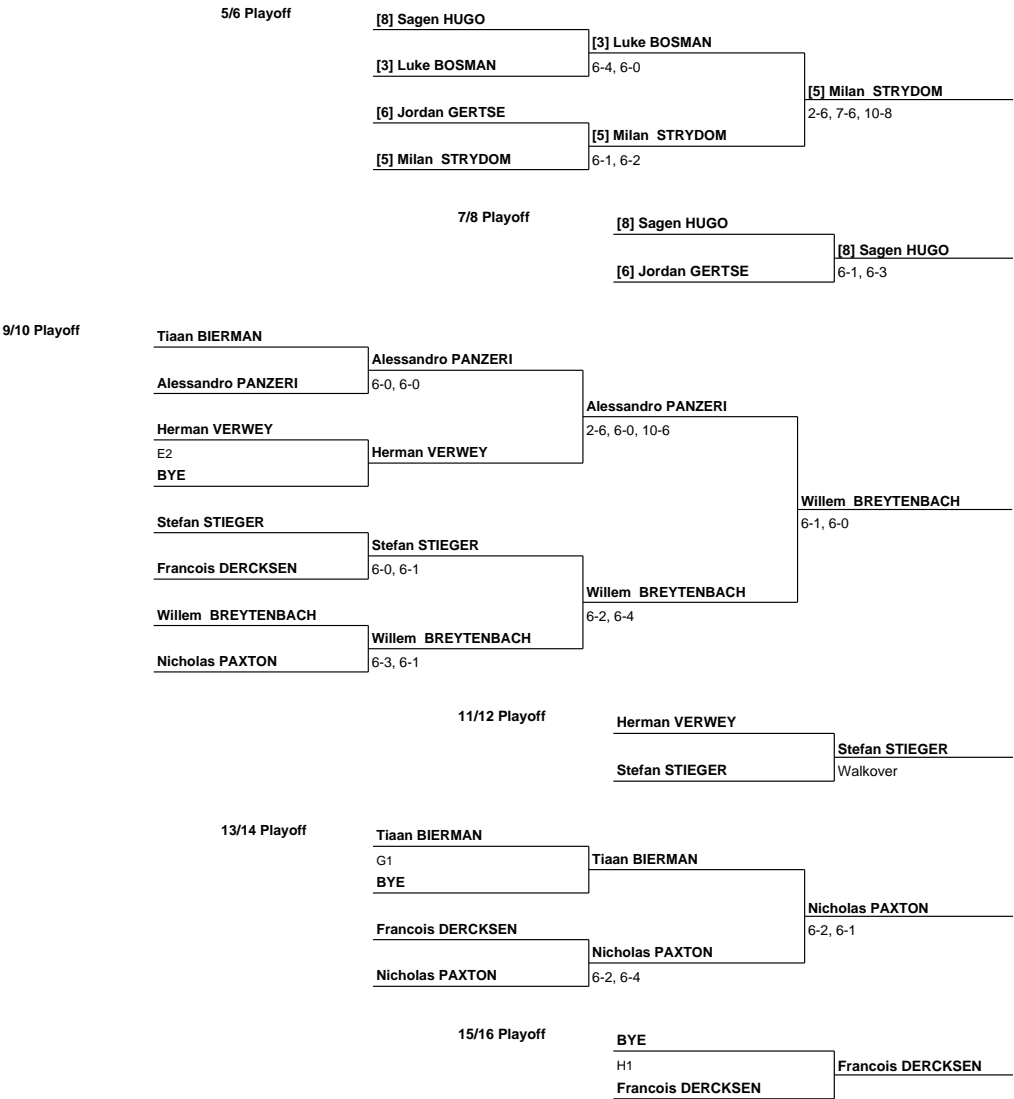 5/6 Playoff
[8] Sagen HUGO
[3] Luke BOSMAN
[3] Luke BOSMAN
6-4, 6-0
[5] Milan STRYDOM
2-6, 7-6, 10-8
[6] Jordan GERTSE
[5] Milan STRYDOM
[5] Milan STRYDOM
6-1, 6-2
7/8 Playoff
[8] Sagen HUGO
[8] Sagen HUGO
[6] Jordan GERTSE
6-1, 6-3
9/10 Playoff
Tiaan BIERMAN
Alessandro PANZERI
Alessandro PANZERI
6-0, 6-0
Alessandro PANZERI
2-6, 6-0, 10-6
Herman VERWEY
E2
Herman VERWEY
BYE
Willem BREYTENBACH
6-1, 6-0
Stefan STIEGER
Stefan STIEGER
Francois DERCKSEN
6-0, 6-1
Willem BREYTENBACH
6-2, 6-4
Willem BREYTENBACH
Willem BREYTENBACH
Nicholas PAXTON
6-3, 6-1
11/12 Playoff
Herman VERWEY
Stefan STIEGER
Stefan STIEGER
Walkover
13/14 Playoff
Tiaan BIERMAN
G1
Tiaan BIERMAN
BYE
Nicholas PAXTON
6-2, 6-1
Francois DERCKSEN
Nicholas PAXTON
Nicholas PAXTON
6-2, 6-4
15/16 Playoff
BYE
H1
Francois DERCKSEN
Francois DERCKSEN